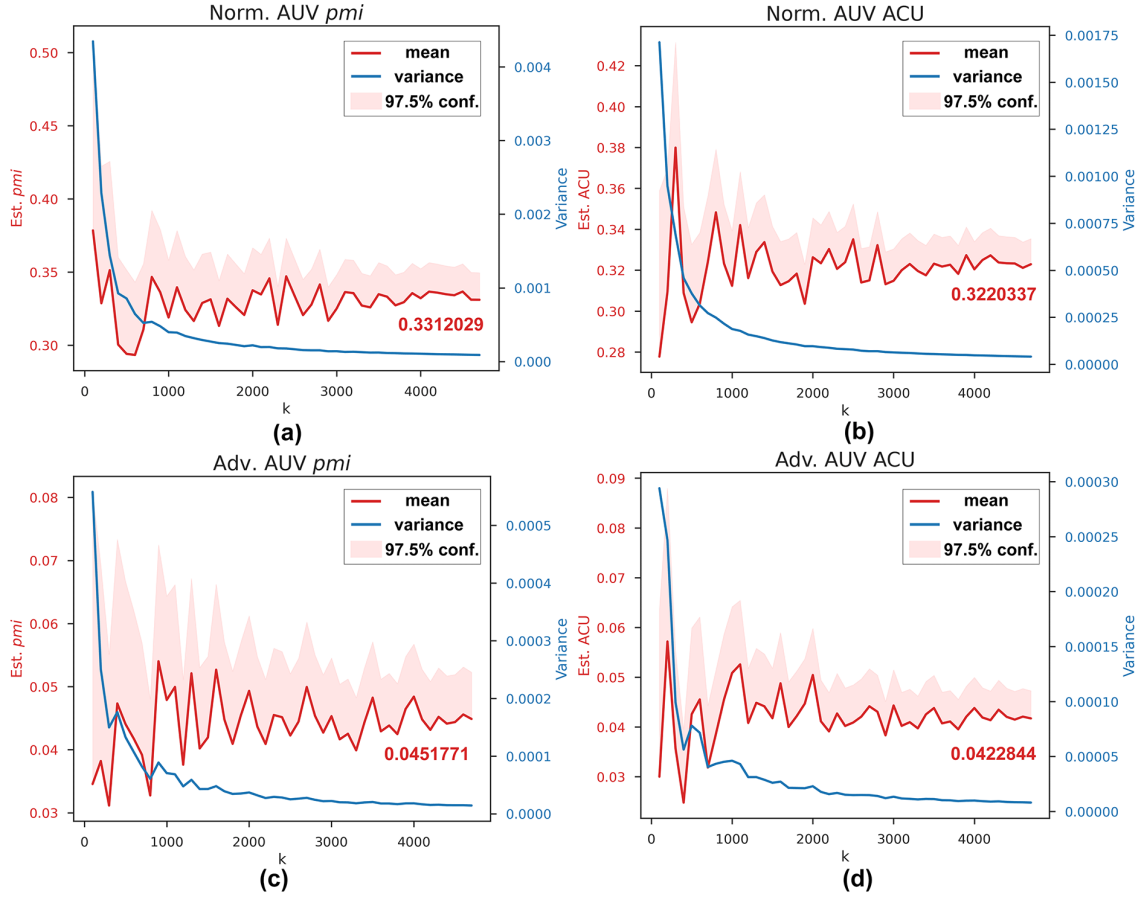 Norm. AUV pmi
0.50
0.45
0.40
0.35
0.30
Est. pmi
mean
variance
97.5% conf.
0.004
0.003
0.002
0.001
0.000
Variance
0.3312029
0
1000
2000
3000
4000
k
(a)
Norm. AUV ACU
0.42
0.40
0.38
0.36
0.34
0.32
0.30
0.28
Est. ACU
mean
variance
97.5% conf.
0.00175
0.00150
0.00125
0.00100
0.00075
0.00050
0.00025
0.00000
Variance
0.3220337
0
1000
2000
3000
4000
k
(b)
Adv. AUV pmi
0.08
0.07
0.06
0.05
0.04
0.03
Est. pmi
mean
variance
97.5% conf.
0.0005
0.0004
0.0003
0.0002
0.0001
0.0000
Variance
0.0451771
0
1000
2000
3000
4000
k
(c)
Adv. AUV ACU
0.09
0.08
0.07
0.06
0.05
0.04
0.03
Est. ACU
mean
variance
97.5% conf.
0.00030
0.00025
0.00020
0.00015
0.00010
0.00005
0.00000
Variance
0.0422844
0
1000
2000
3000
4000
k
(d)